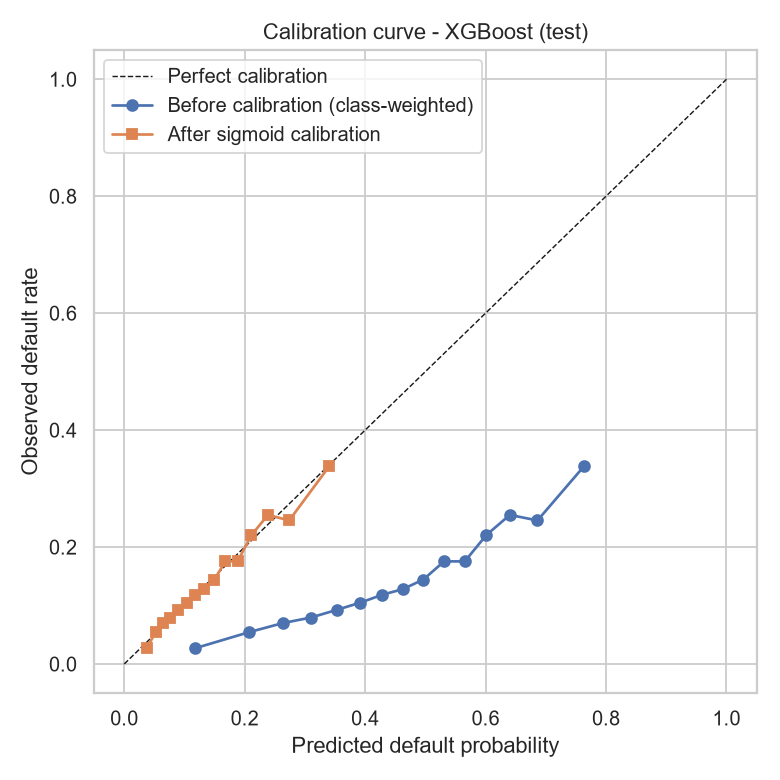 Calibration curve - XGBoost (test)
Perfect calibration
Before calibration (class-weighted)
After sigmoid calibration
1.0
0.8
0.6
0.4
0.2
0.0
Observed default rate
0.0 0.2 0.4 0.6 0.8 1.0
Predicted default probability